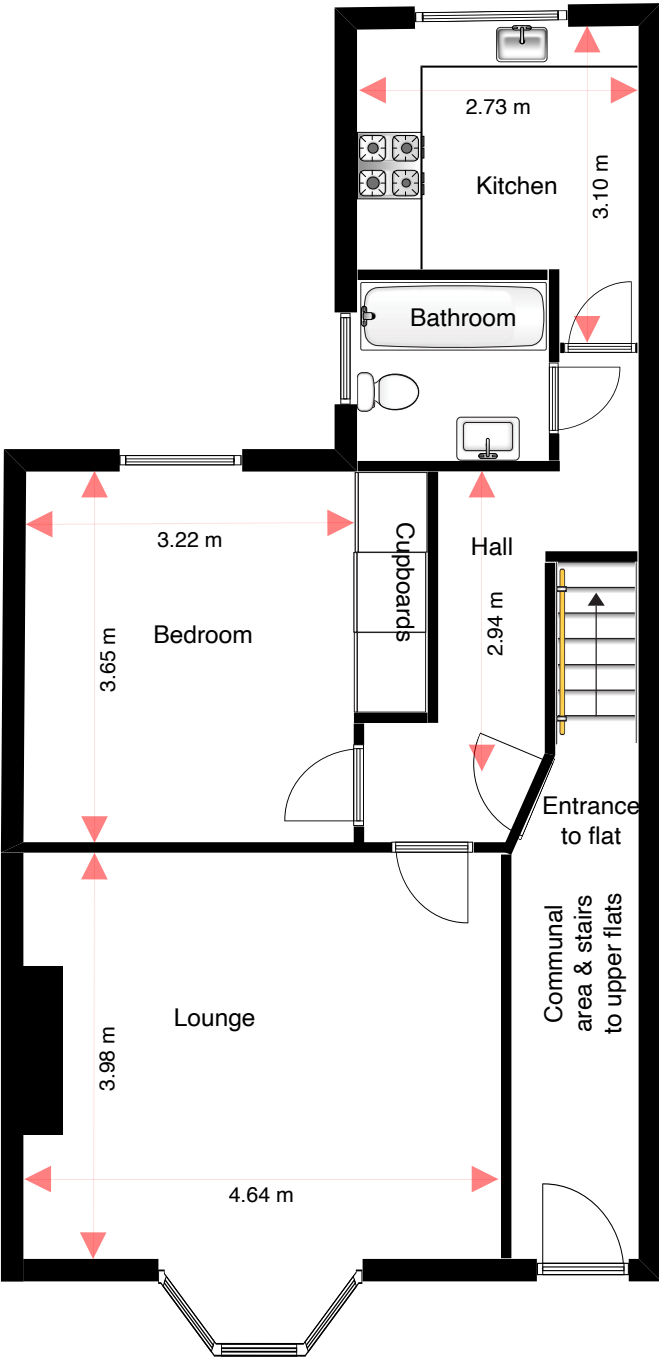 2.73 m
Kitchen
3.10 m
Bathroom
Cupboards
Hall
2.94 m
3.22 m
Bedroom
3.65 m
Entrance
to flat
Communal
area & stairs
to upper flats
Lounge
3.98 m
4.64 m